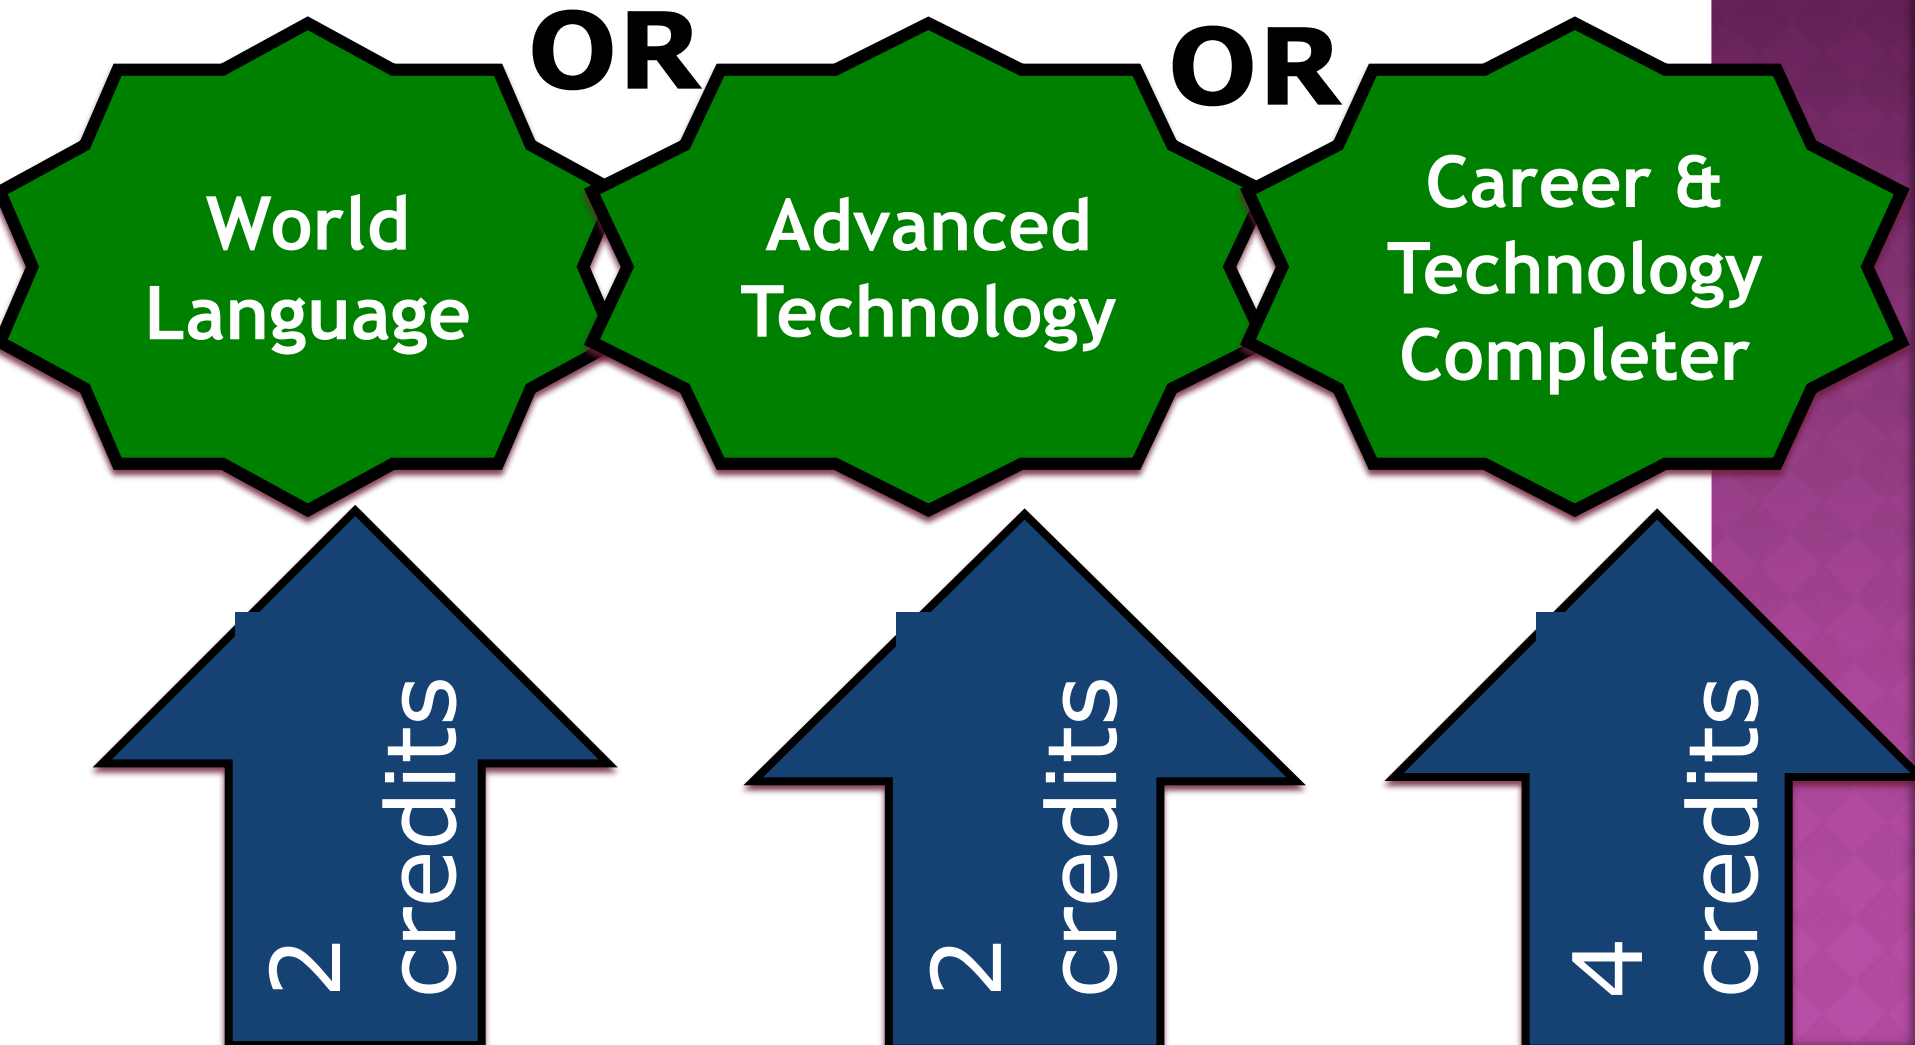 OR
OR
World
Language
Advanced
Technology
Career &
Technology
Completer
2
credits
2
credits
4
credits